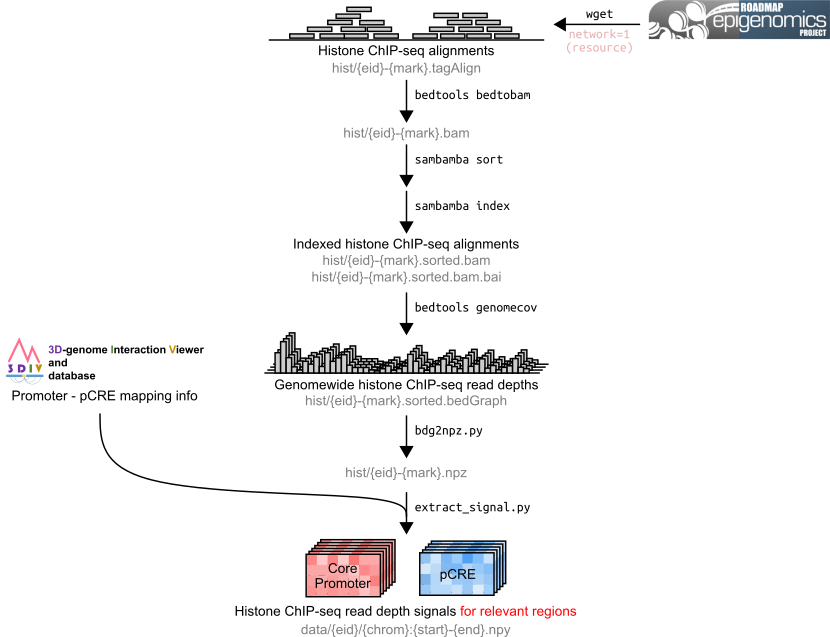 ROADMAP
epigenomics
PROJECT
wget
network=1
(resource)
Histone ChIP-seq alignments
hist/{eid}-{mark}.tagAlign
bedtools bedtobam
hist/{eid}-{mark}.bam
sambamba sort
sambamba index
Indexed histone ChIP-seq alignments
hist/{eid}-{mark}.sorted.bam
hist/{eid}-{mark}.sorted.bam.bai
bedtools genomecov
3DIV
3D-genome Interaction Viewer
and
database
Promoter - pCRE mapping info
Genomewide histone ChIP-seq read depths
hist/{eid}-{mark}.sorted.bedGraph
bdg2npz.py
hist/{eid}-{mark}.npz
extract_signal.py
Core
Promoter
pCRE
Histone ChIP-seq read depth signals for relevant regions
data/{eid}/{chrom}:{start}-{end}.npy